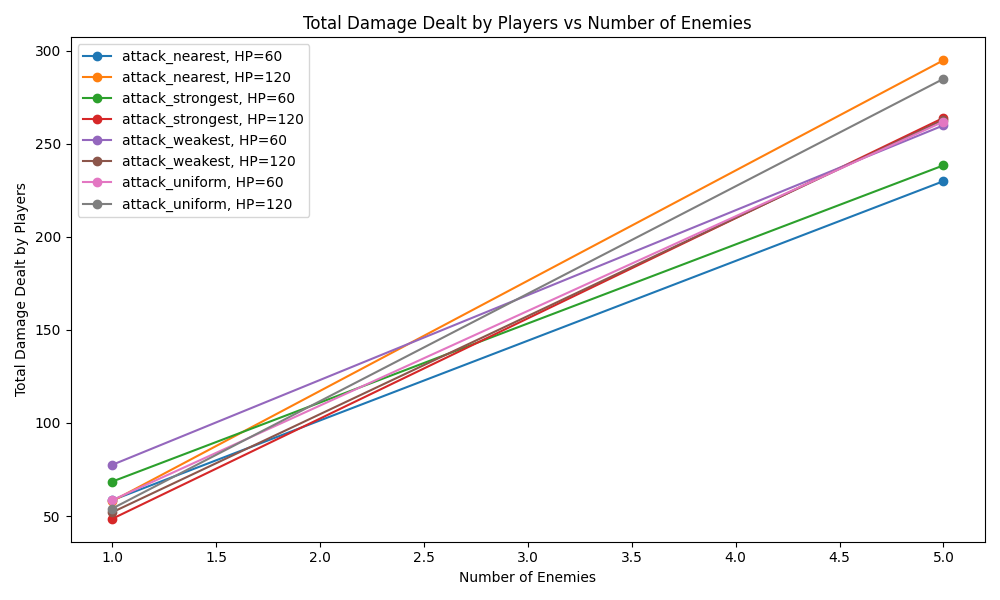 Total Damage Dealt by Players vs Number of Enemies
Total Damage Dealt by Players
300
250
200
150
100
50
attack_nearest, HP=60
attack_nearest, HP=120
attack_strongest, HP=60
attack_strongest, HP=120
attack_weakest, HP=60
attack_weakest, HP=120
attack_uniform, HP=60
attack_uniform, HP=120
1.0 1.5 2.0 2.5 3.0 3.5 4.0 4.5 5.0
Number of Enemies